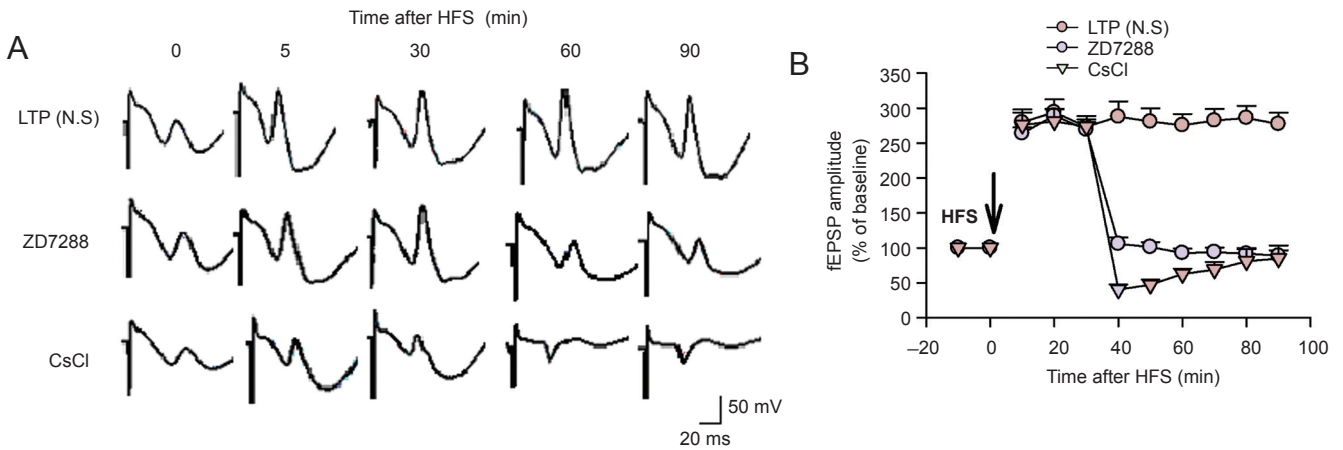 A
Time after HFS (min)
0 5 30 60 90
LTP (N.S)
ZD7288
CsCl
50 mV
20 ms
B
LTP (N.S)
ZD7288
CsCl
350
300
250
200
150
100
50
0
fEPSP amplitude
(% of baseline)
HFS
–20 0 20 40 60 80 100
Time after HFS (min)